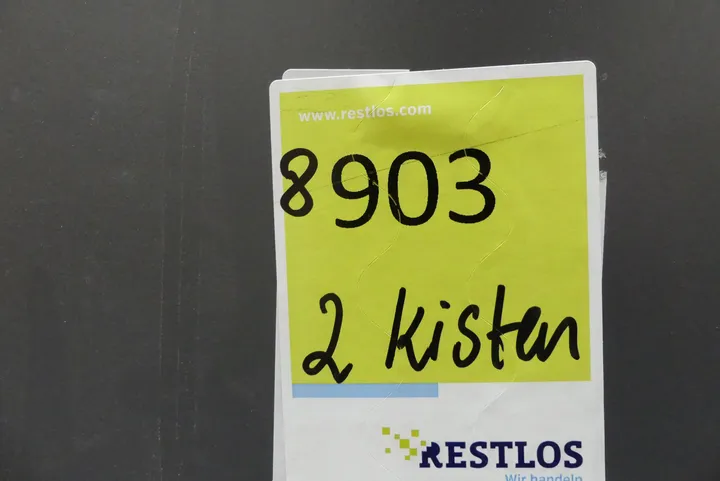 www.restlos.com
8903
2 Kisten
RESTLOS
Wir handeln